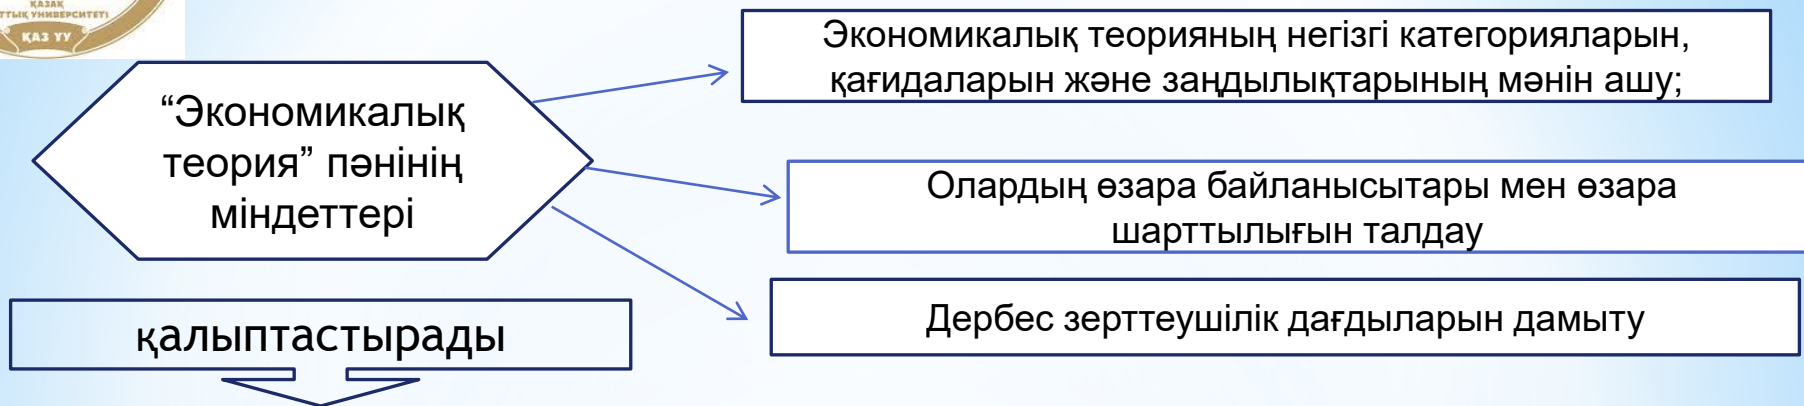 ҚАЗАҚ
ТТЫҚ УНИВЕРСИТЕТІ
ҚАЗ ҰУ
“Экономикалық
теория” пәнінің
міндеттері
Экономикалық теорияның негізгі категорияларын,
қағидаларын және заңдылықтарының мәнін ашу;
Олардың өзара байланысытары мен өзара
шарттылығын талдау
Дербес зерттеушілік дағдыларын дамыту
қалыптастырады